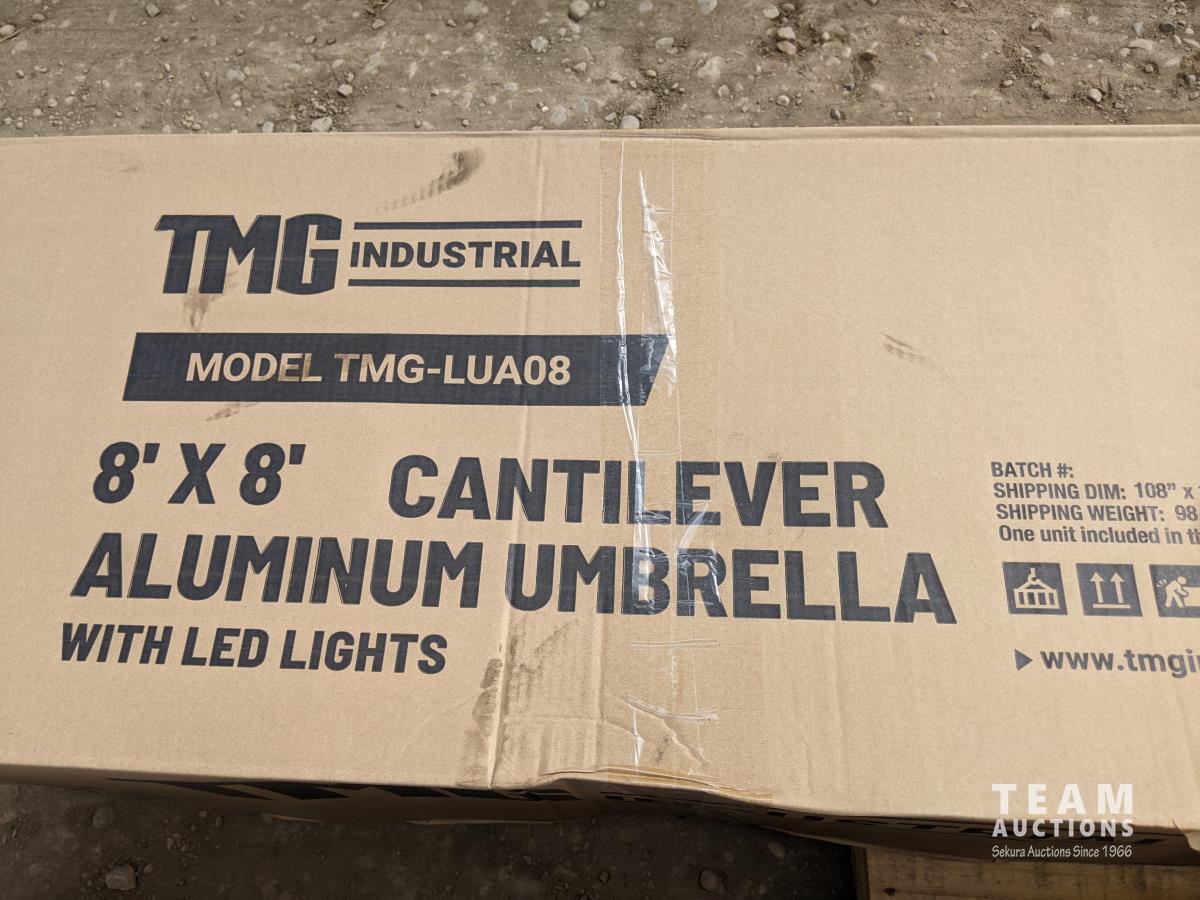 TMG INDUSTRIAL
MODEL TMG-LUA08
8' X 8' CANTILEVER
ALUMINUM UMBRELLA
WITH LED LIGHTS
BATCH #:
SHIPPING DIM: 108" x
SHIPPING WEIGHT: 98
One unit included in
www.tmgi
TEAM
AUCTIONS
Sekura Auctions Since 1966